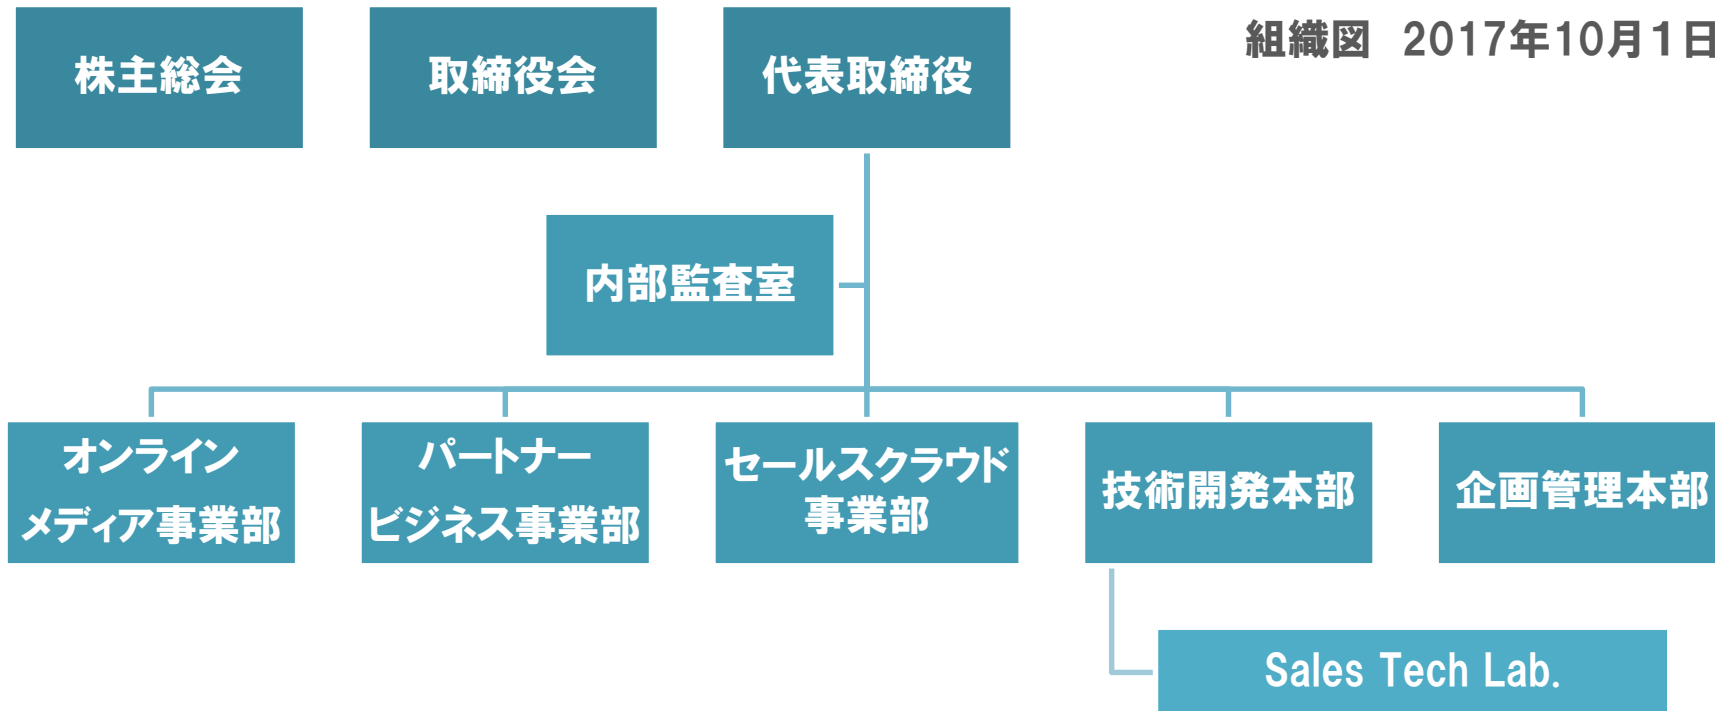 組織図　2017年10月１日
株主総会
取締役会
代表取締役
内部監査室
オンライン
メディア事業部
パートナー
ビジネス事業部
セールスクラウド
事業部
技術開発本部
企画管理本部
Sales Tech Lab.